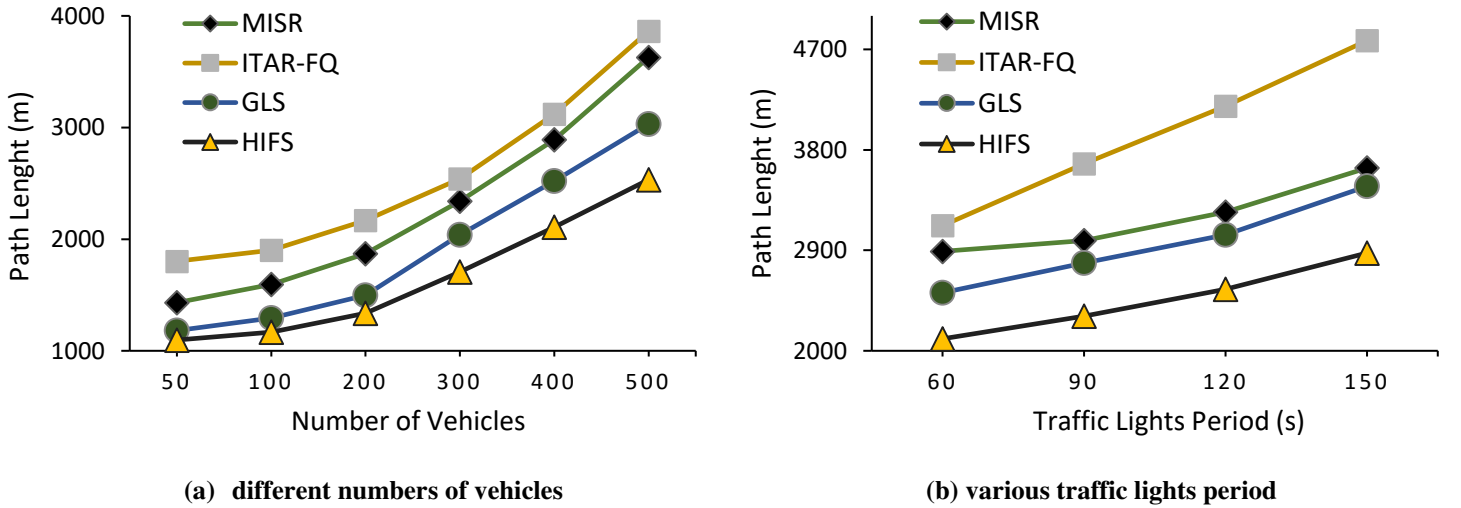 4000
3000
2000
1000
Path Lenght (m)
MISR
ITAR-FQ
GLS
HIFS
50 100 200 300 400 500
Number of Vehicles
(a) different numbers of vehicles
4700
3800
2900
2000
Path Lenght (m)
MISR
ITAR-FQ
GLS
HIFS
60 90 120 150
Traffic Lights Period (s)
(b) various traffic lights period